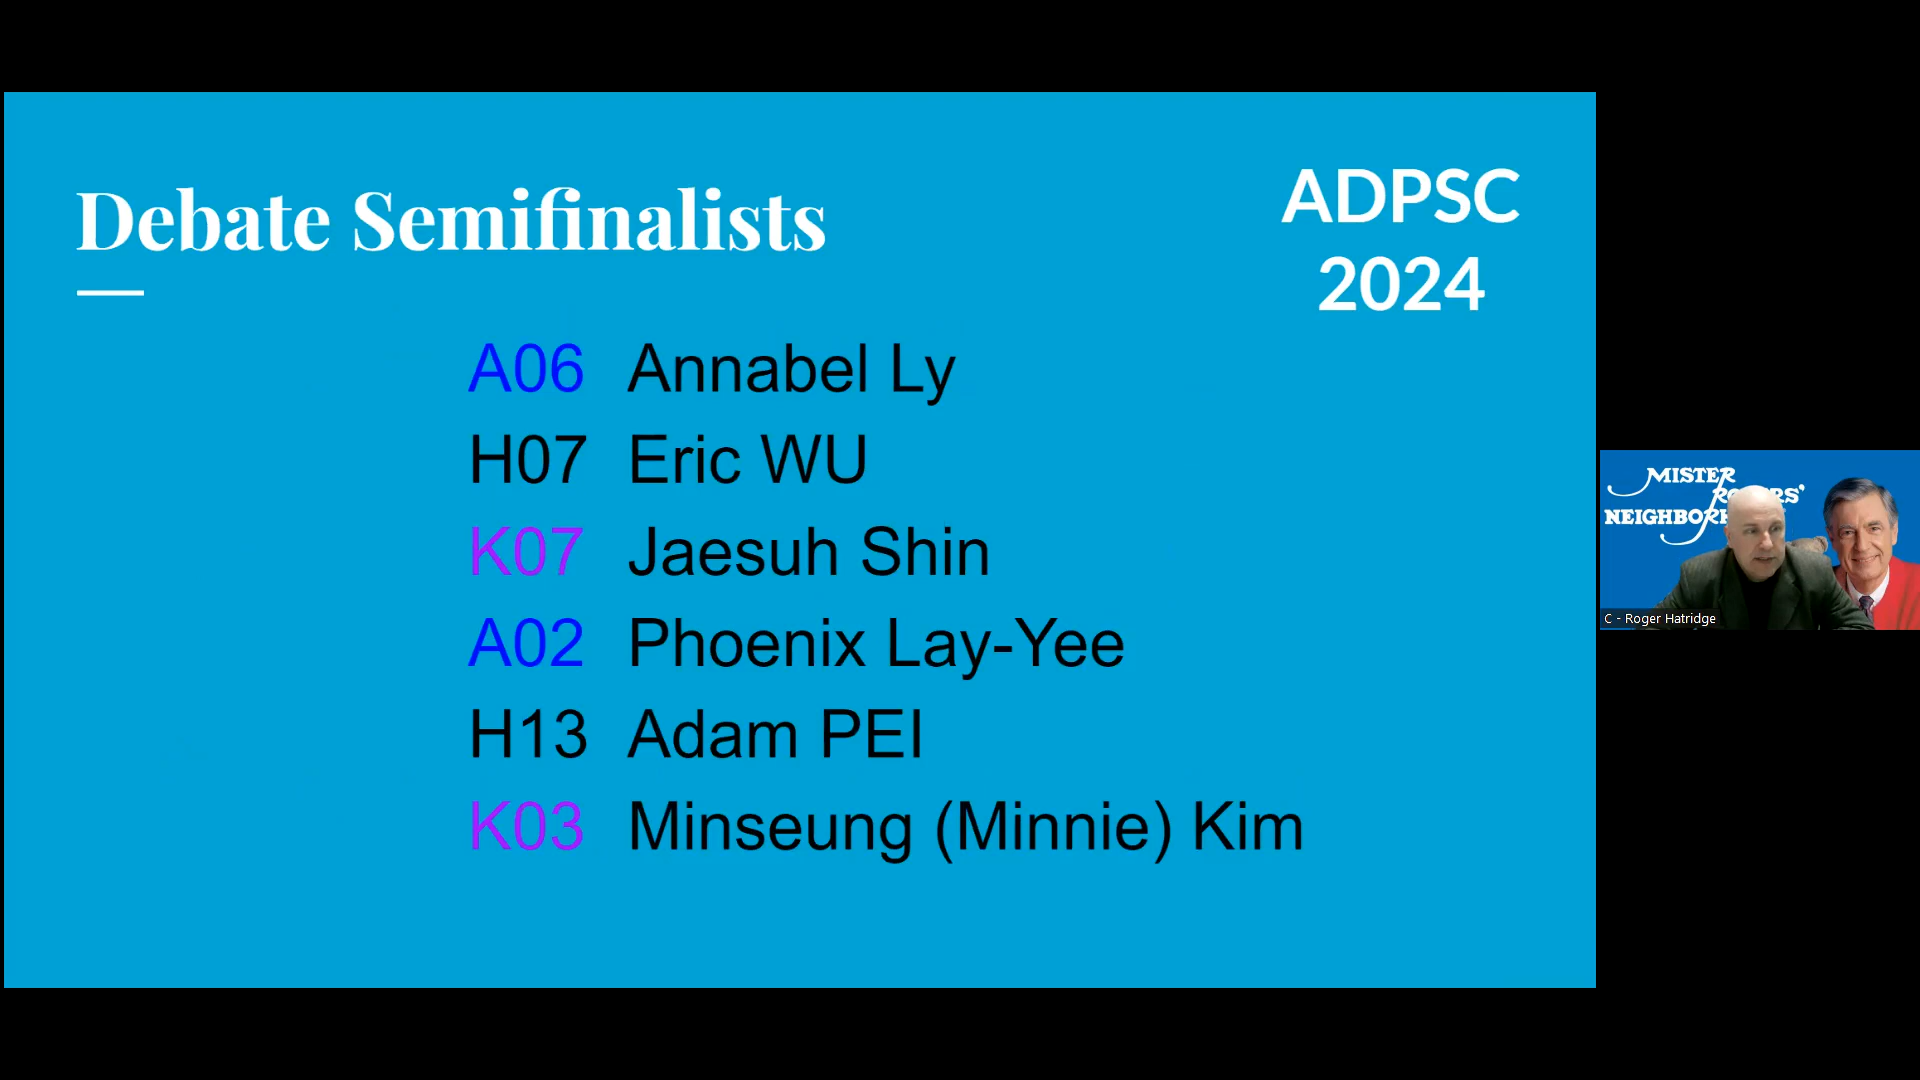 Debate Semifinalists
ADPSC
2024
A06 Annabel Ly
H07 Eric WU
K07 Jaesuh Shin
A02 Phoenix Lay-Yee
H13 Adam PEI
K03 Minseung (Minnie) Kim
MISTER
NEIGHBOR
C - Roger Hatridge